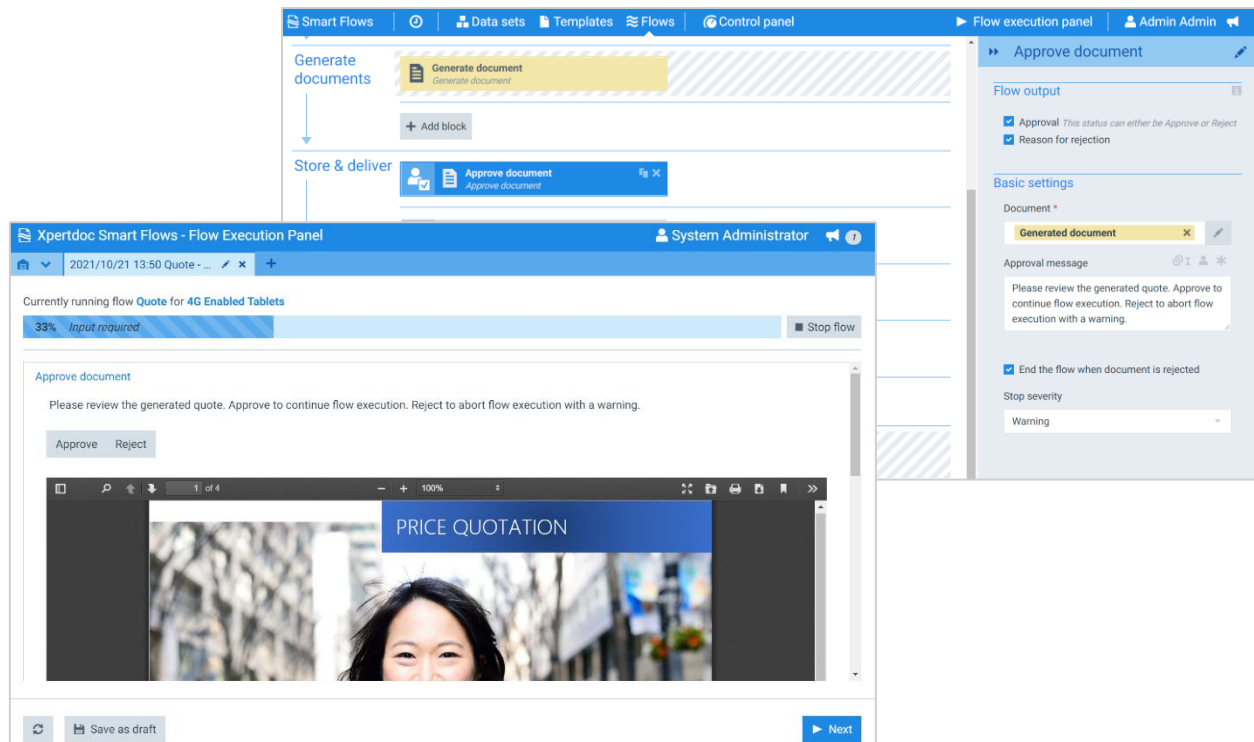 Smart Flows
Data sets
Templates
Flows
Control panel
Flow execution panel
Admin Admin
Generate
documents
Generate document
Generate document
+ Add block
Store & deliver
Approve document
Approve document
Approve document
Flow output
Approval This status can either be Approve or Reject
Reason for rejection
Basic settings
Document *
Generated document
Approval message
Please review the generated quote. Approve to
continue flow execution. Reject to abort flow
execution with a warning.
End the flow when document is rejected
Stop severity
Warning
Xpertdoc Smart Flows - Flow Execution Panel
System Administrator
1
2021/10/21 13:50 Quote - ...
Currently running flow Quote for 4G Enabled Tablets
33% Input required
Stop flow
Approve document
Please review the generated quote. Approve to continue flow execution. Reject to abort flow execution with a warning.
Approve Reject
1 of 4
100%
PRICE QUOTATION
Save as draft
Next